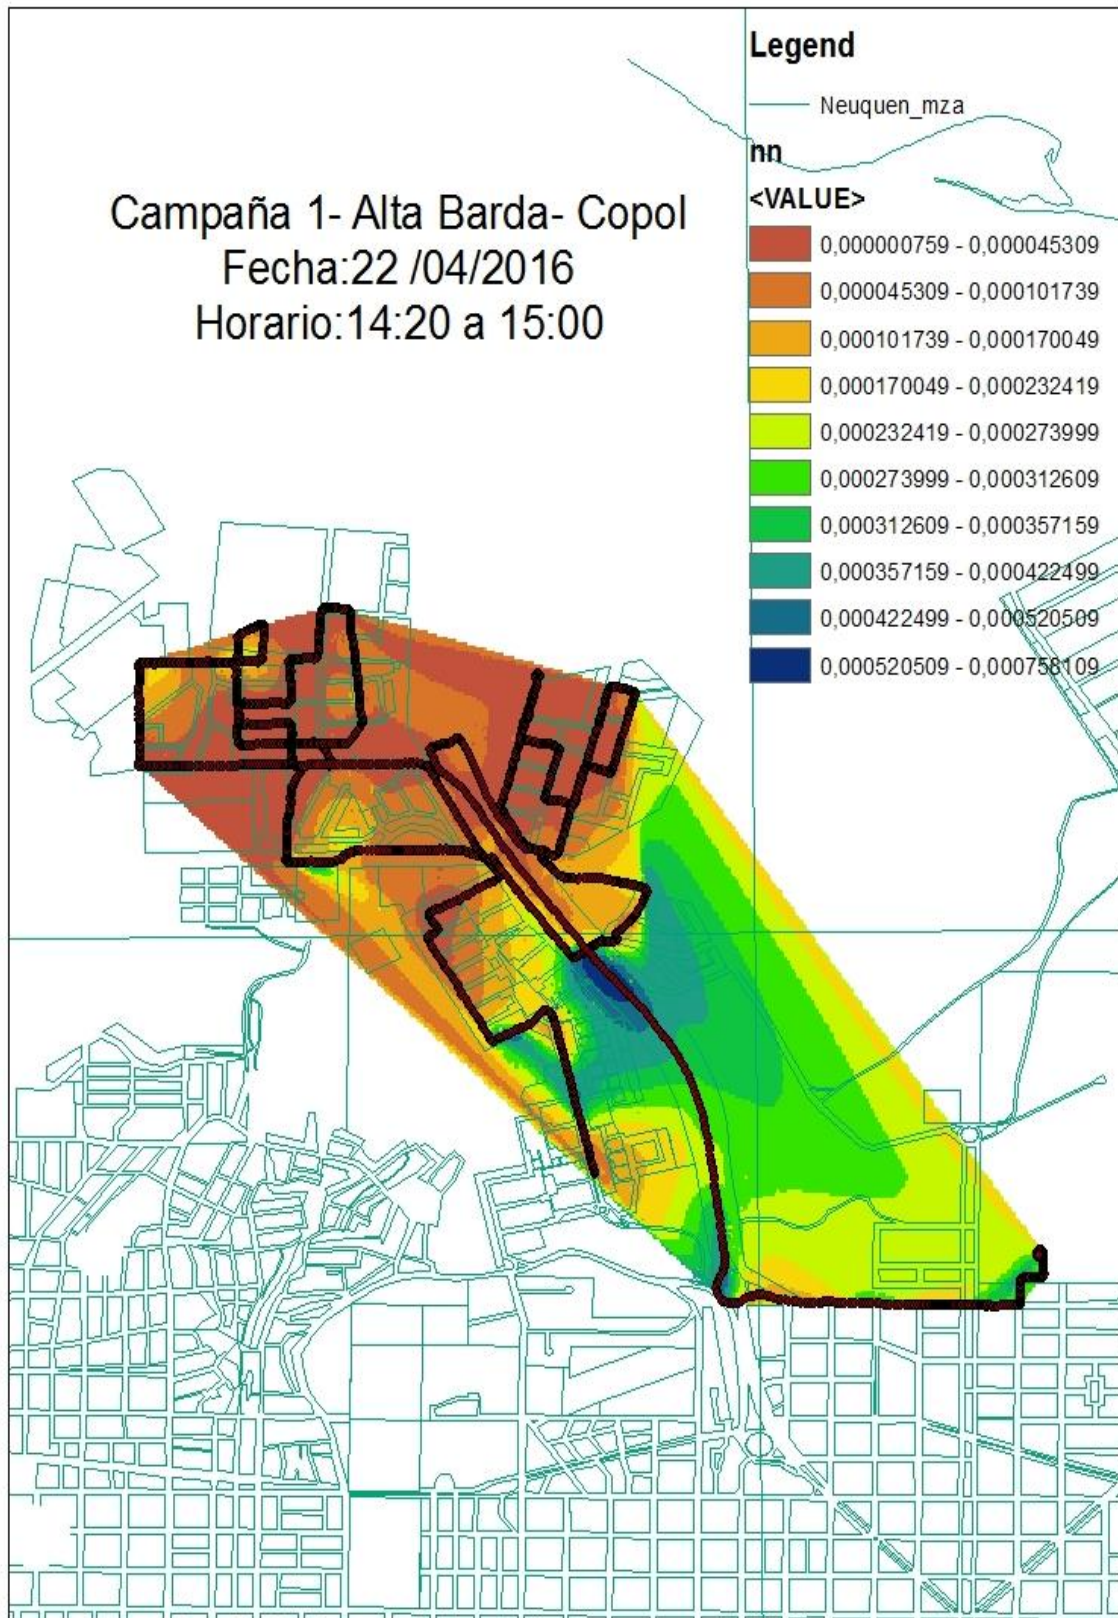 Legend
Neuquen_mza
nn
<VALUE>
0,000000759 - 0,000045309
0,000045309 - 0,000101739
0,000101739 - 0,000170049
0,000170049 - 0,000232419
0,000232419 - 0,000273999
0,000273999 - 0,000312609
0,000312609 - 0,000357159
0,000357159 - 0,000422499
0,000422499 - 0,000520509
0,000520509 - 0,000758109
Campaña 1- Alta Barda- Copol
Fecha:22 /04/2016
Horario:14:20 a 15:00